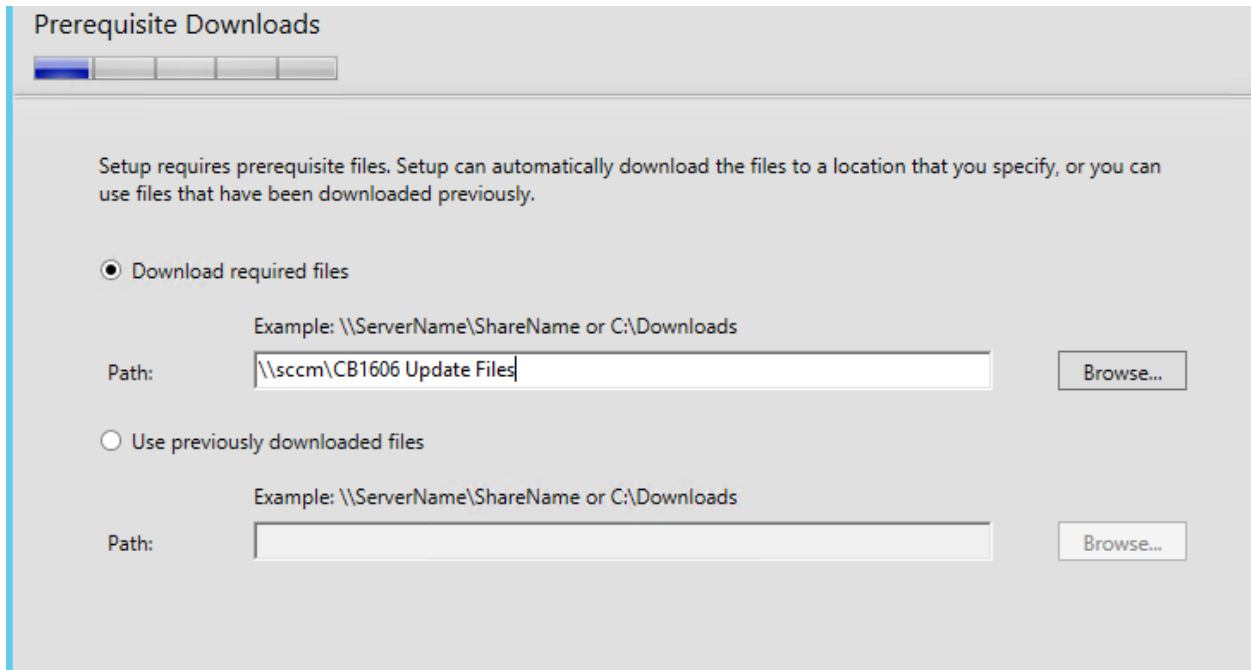 Prerequisite Downloads
Setup requires prerequisite files. Setup can automatically download the files to a location that you specify, or you can
use files that have been downloaded previously.
Download required files
Example: \\ServerName\ShareName or C:\Downloads
Path: \\sccm\CB1606 Update Files Browse...
Use previously downloaded files
Example: \\ServerName\ShareName or C:\Downloads
Path: Browse...